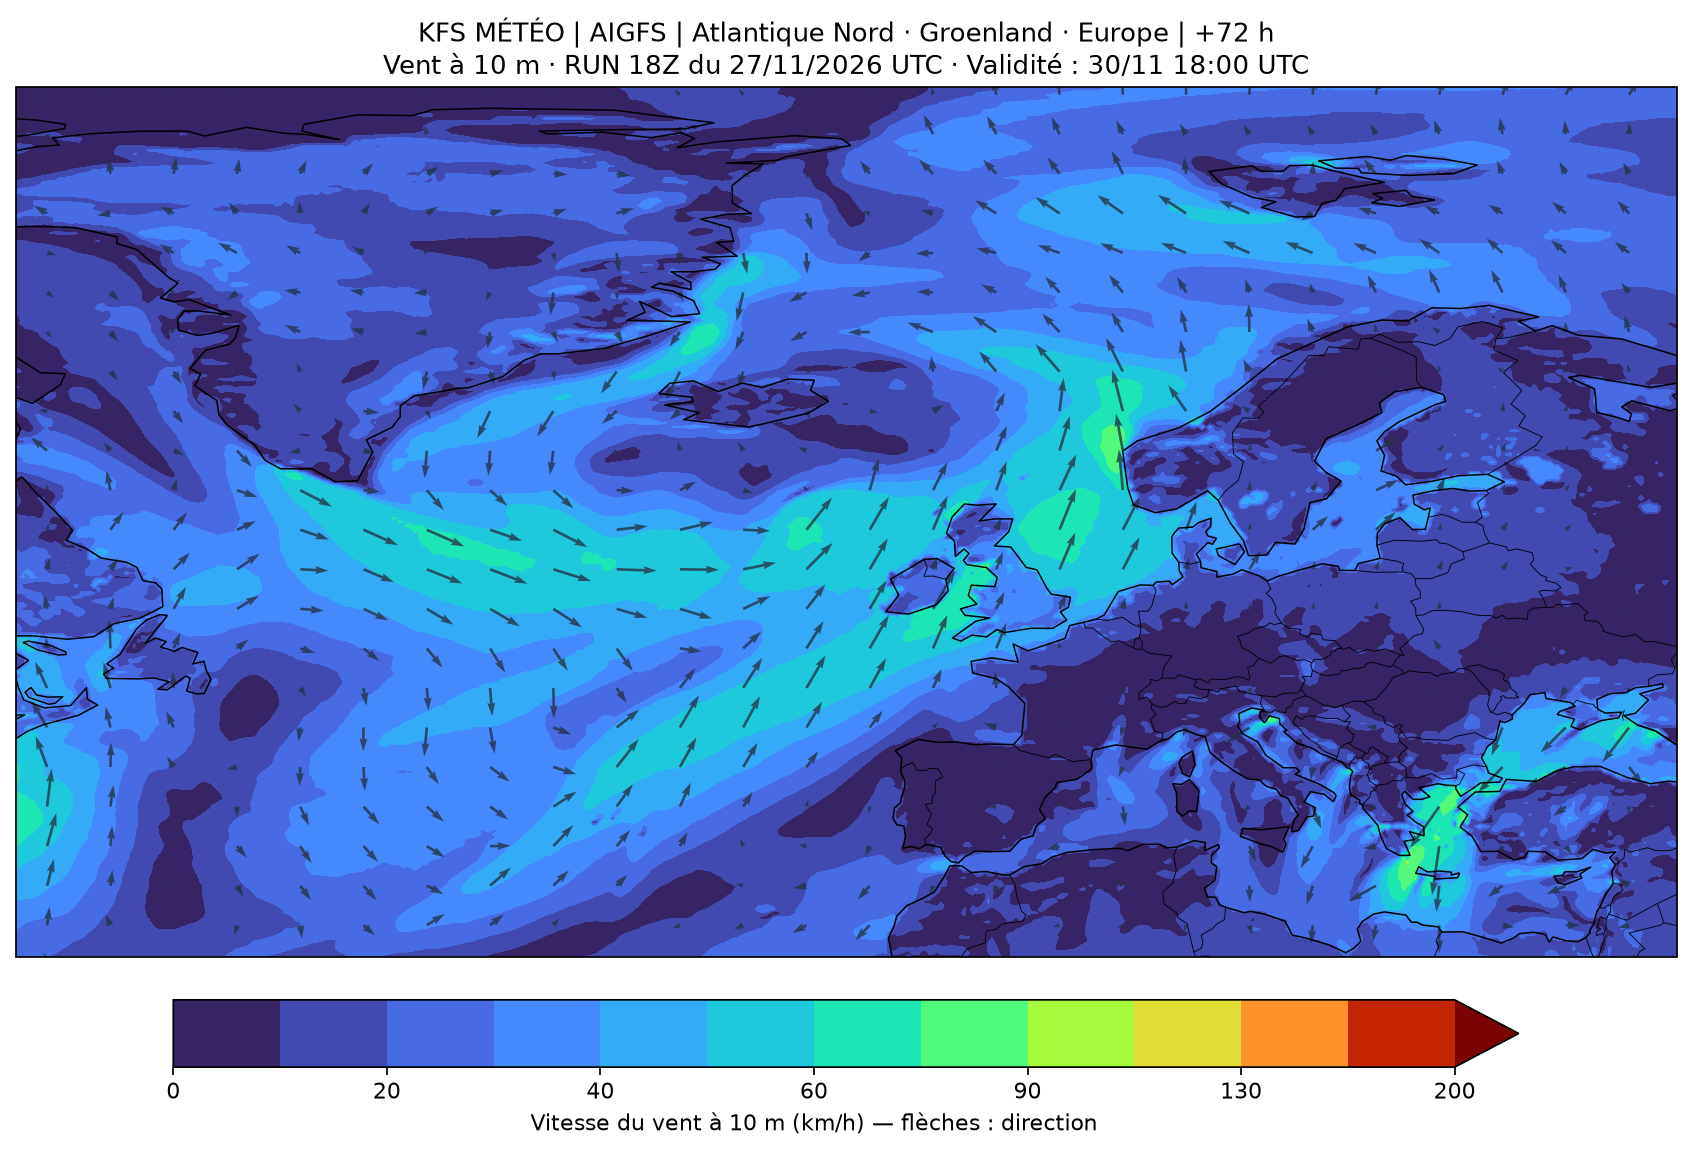 KFS MÉTÉO | AIGFS | Atlantique Nord · Groenland · Europe | +72 h
Vent à 10 m · RUN 18Z du 27/11/2026 UTC · Validité : 30/11 18:00 UTC
0 20 40 60 90 130 200
Vitesse du vent à 10 m (km/h) — flèches : direction